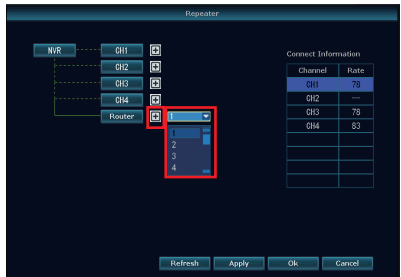 Repeater
NVR CH1
CH2
CH3
CH4
Router 1
1
2
3
4
Connect Information
Channel Rate
CH1 78
CH2 ---
CH3 78
CH4 83
Refresh Apply Ok Cancel